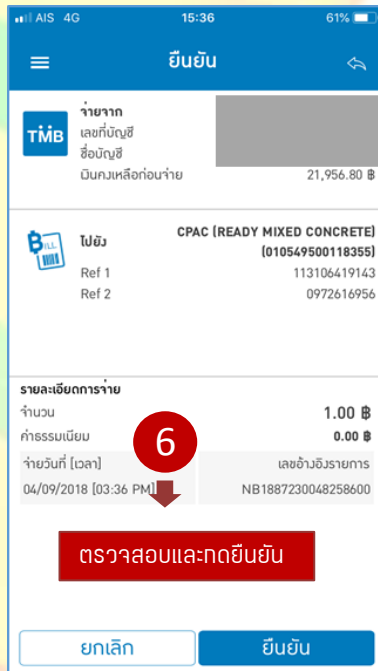 AIS 4G 15:36 61%
ยืนยัน
TMB
จ่ายจาก
เลขที่บัญชี
ชื่อบัญชี
เงินคงเหลือก่อนจ่าย 21,956.80 ฿
BILL
ไปยัง CPAC (READY MIXED CONCRETE)
(010549500118355)
Ref 1 113106419143
Ref 2 0972616956
รายละเอียดการจ่าย
จำนวน 1.00 ฿
ค่าธรรมเนียม 0.00 ฿
6
จ่ายวันที่ [เวลา] เลขอ้างอิงรายการ
04/09/2018 [03:36 PM] NB1887230048258600
ตรวจสอบและกดยืนยัน
ยกเลิก ยืนยัน